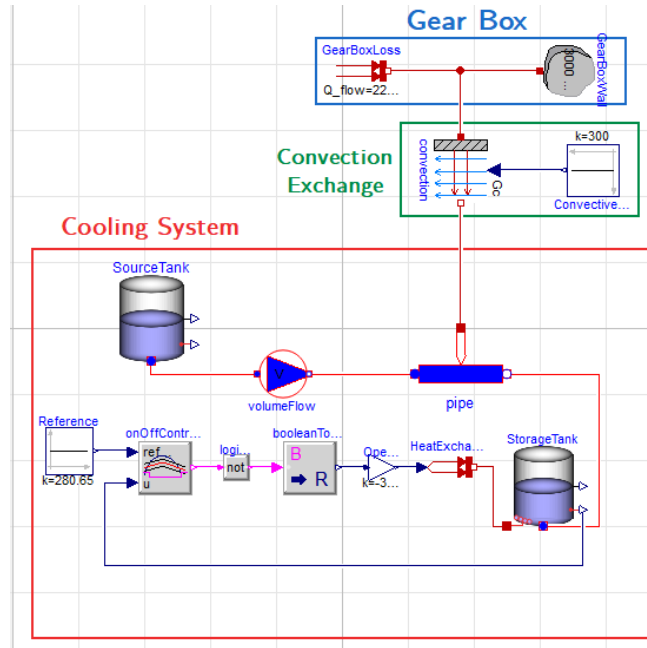 Gear Box
GearBoxLoss
Q_flow=22...
3000 ...
GearBoxWall
Convection
Exchange
convection
Gc
k=300
Convective...
Cooling System
SourceTank
V
volumeFlow
pipe
Reference
k=280.65
onOffContr...
ref...
u
logi...
not
booleanTo...
B
R
Ope...
k=-3...
HeatExcha...
StorageTank